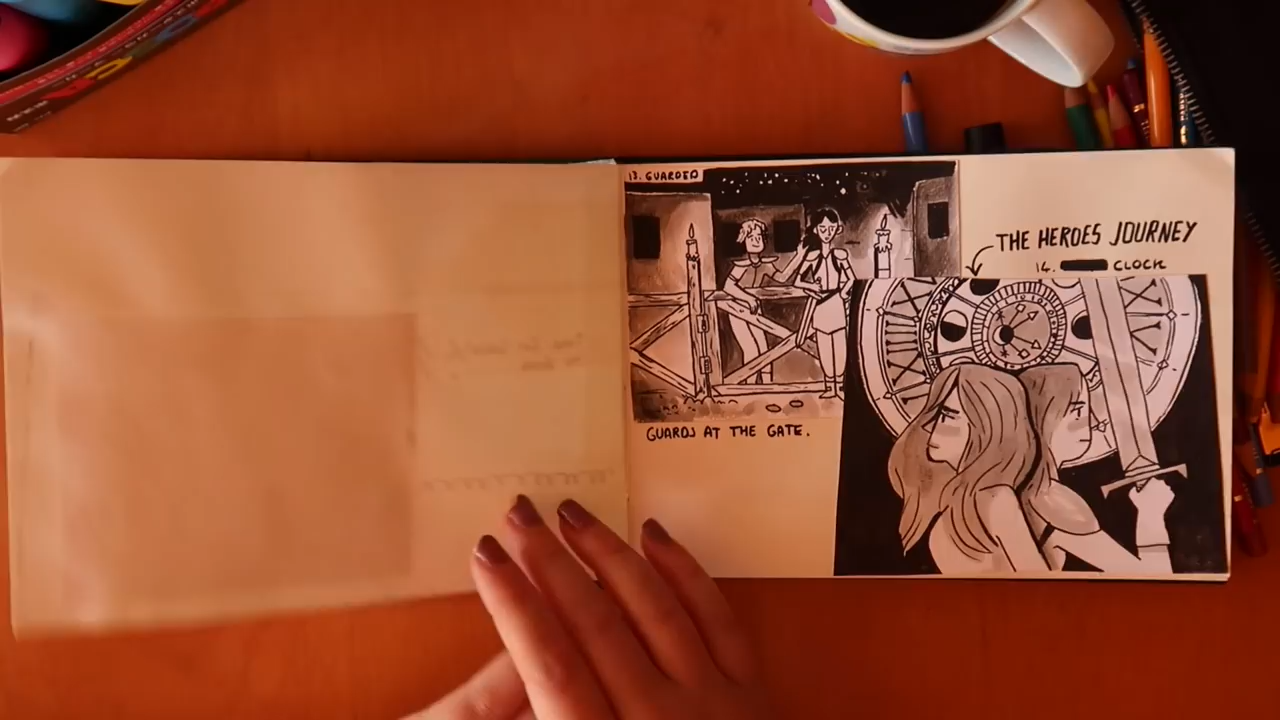 13. GUARDED
GUARDS AT THE GATE.
THE HEROES JOURNEY
14. CLOCK